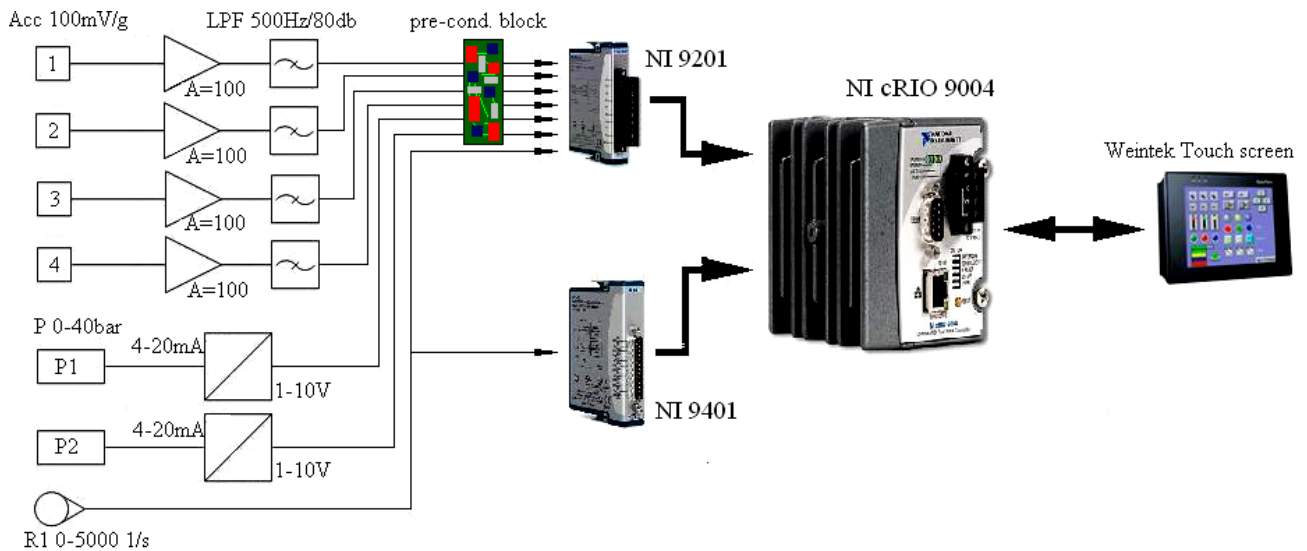 Acc 100mV/g
LPF 500Hz/80db
pre-cond. block
NI 9201
NI cRIO 9004
Weintek Touch screen
1
A=100
2
A=100
3
A=100
4
A=100
P 0-40bar
P1
4-20mA
1-10V
P2
4-20mA
1-10V
NI 9401
R1 0-5000 1/s